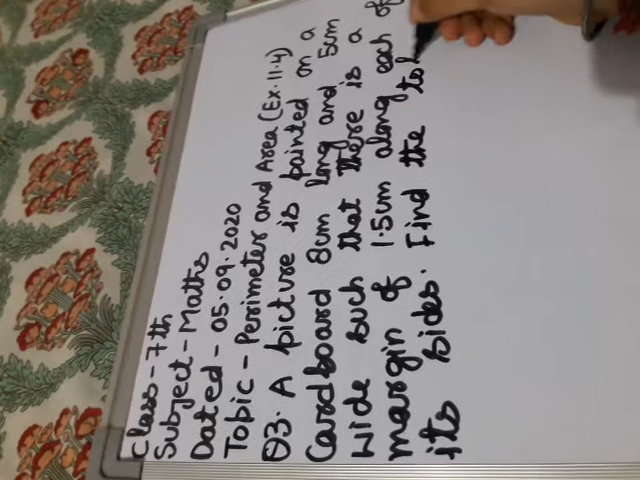 Class - 7th
Subject - Maths
Dated - 05.09.2020
Topic - Perimeter and Area (Ex. 11.4)
Q3. A picture is painted on a
Cardboard 8cm long and 5cm
wide such that there is a
margin of 1.5cm along each of
its sides. Find the tot